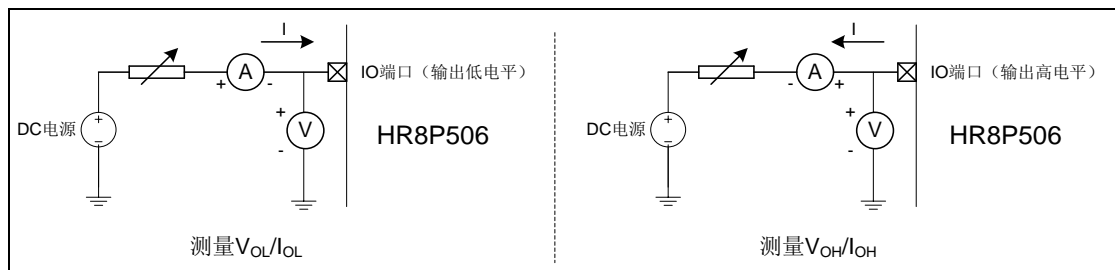 I
A
+ -
IO端口（输出低电平）
+
V
-
DC电源
+
−
HR8P506
测量VOL/IOL
I
A
- +
IO端口（输出高电平）
+
V
-
DC电源
+
−
HR8P506
测量VOH/IOH